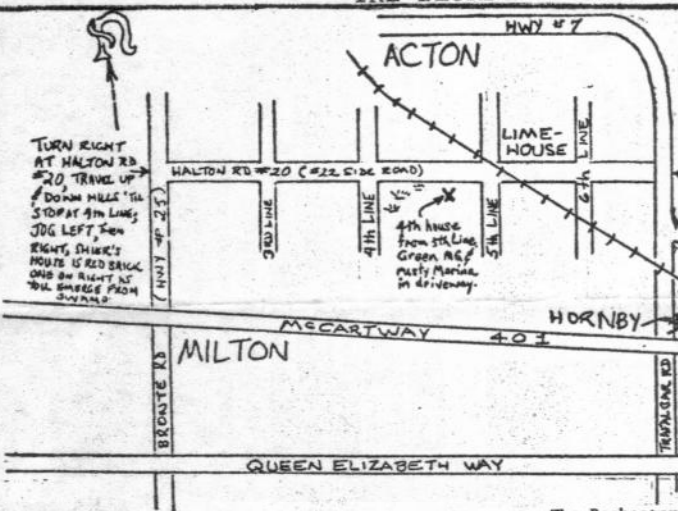 HWY #7
ACTON
LIME-
HOUSE
6th LINE
TURN RIGHT
AT HALTON RD
#20, TRAVEL UP
& DOWN HILLS 'TIL
STOP AT 4th LINE;
JOG LEFT, then
RIGHT, SHIER'S
HOUSE IS RED BRICK
ONE ON RIGHT AS
YOU EMERGE FROM
SWAMP
HALTON RD #20 (#22 SIDE ROAD)
(HWY # 25)
3RD LINE
4th LINE
X
4th house
from 5th Line,
Green MG &
rusty Marina
in driveway.
5th LINE
HORNBY
McCARTWAY 401
MILTON
BRONTE RD
TRAFALGAR RD
QUEEN ELIZABETH WAY